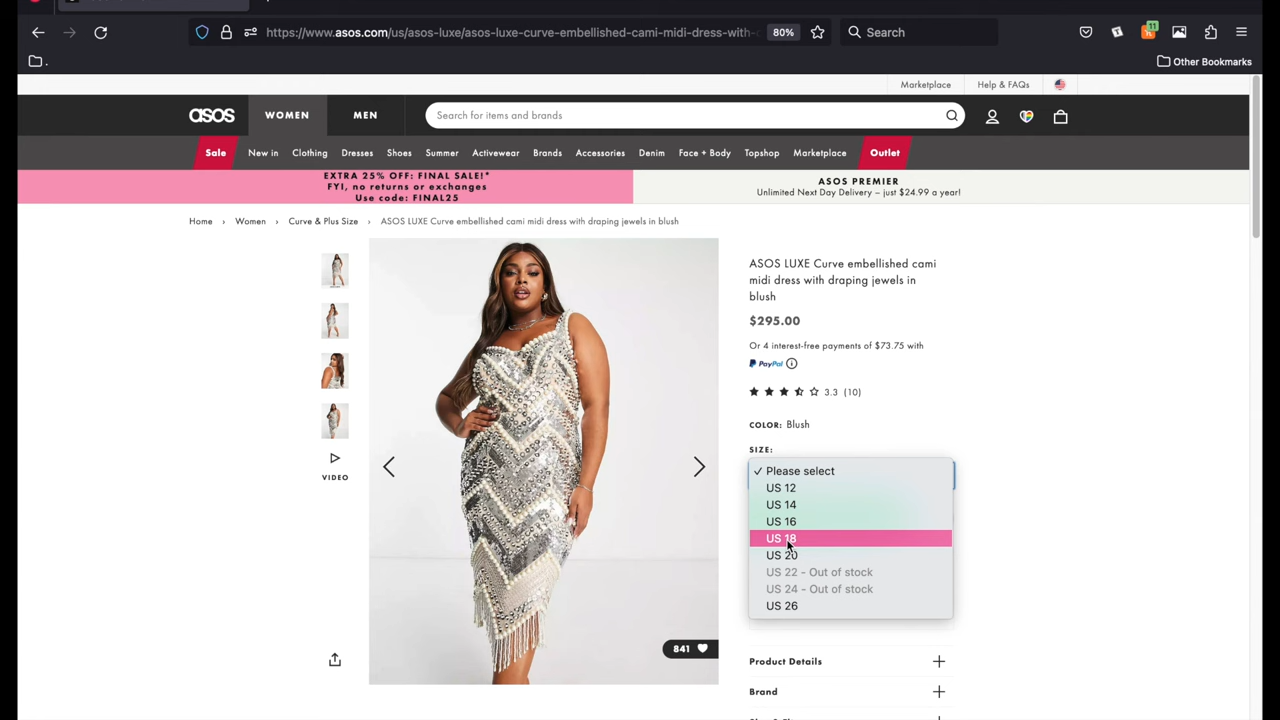 https://www.asos.com/us/asos-luxe/asos-luxe-curve-embellished-cami-midi-dress-with-
80%
Search
11
.
Other Bookmarks
Marketplace
Help & FAQs
asos
WOMEN
MEN
Search for items and brands
Sale
New in
Clothing
Dresses
Shoes
Summer
Activewear
Brands
Accessories
Denim
Face + Body
Topshop
Marketplace
Outlet
EXTRA 25% OFF: FINAL SALE!*
FYI, no returns or exchanges
Use code: FINAL25
ASOS PREMIER
Unlimited Next Day Delivery – just $24.99 a year!
Home › Women › Curve & Plus Size › ASOS LUXE Curve embellished cami midi dress with draping jewels in blush
VIDEO
841
ASOS LUXE Curve embellished cami
midi dress with draping jewels in
blush
$295.00
Or 4 interest-free payments of $73.75 with
PayPal
3.3 (10)
COLOR: Blush
SIZE:
✓ Please select
US 12
US 14
US 16
US 18
US 20
US 22 - Out of stock
US 24 - Out of stock
US 26
Product Details
Brand